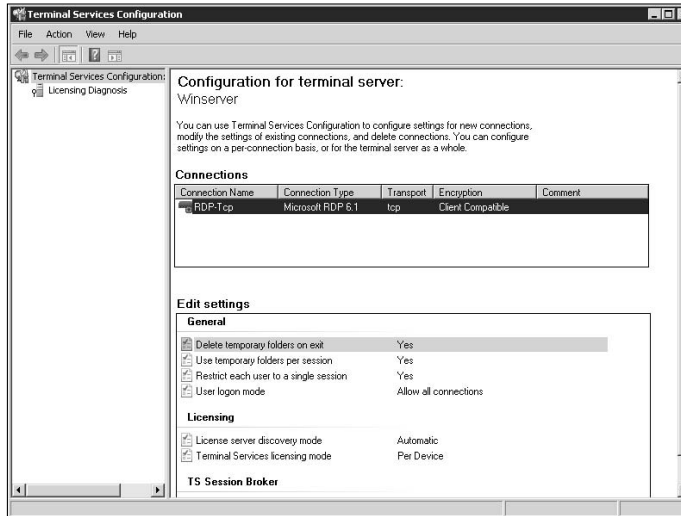 Terminal Services Configuration
File Action View Help
Terminal Services Configuration:
Licensing Diagnosis
Configuration for terminal server:
Winserver
You can use Terminal Services Configuration to configure settings for new connections,
modify the settings of existing connections, and delete connections. You can configure
settings on a per-connection basis, or for the terminal server as a whole.
Connections
Connection Name Connection Type Transport Encryption Comment
RDP-Tcp Microsoft RDP 6.1 tcp Client Compatible
Edit settings
General
Delete temporary folders on exit Yes
Use temporary folders per session Yes
Restrict each user to a single session Yes
User logon mode Allow all connections
Licensing
License server discovery mode Automatic
Terminal Services licensing mode Per Device
TS Session Broker